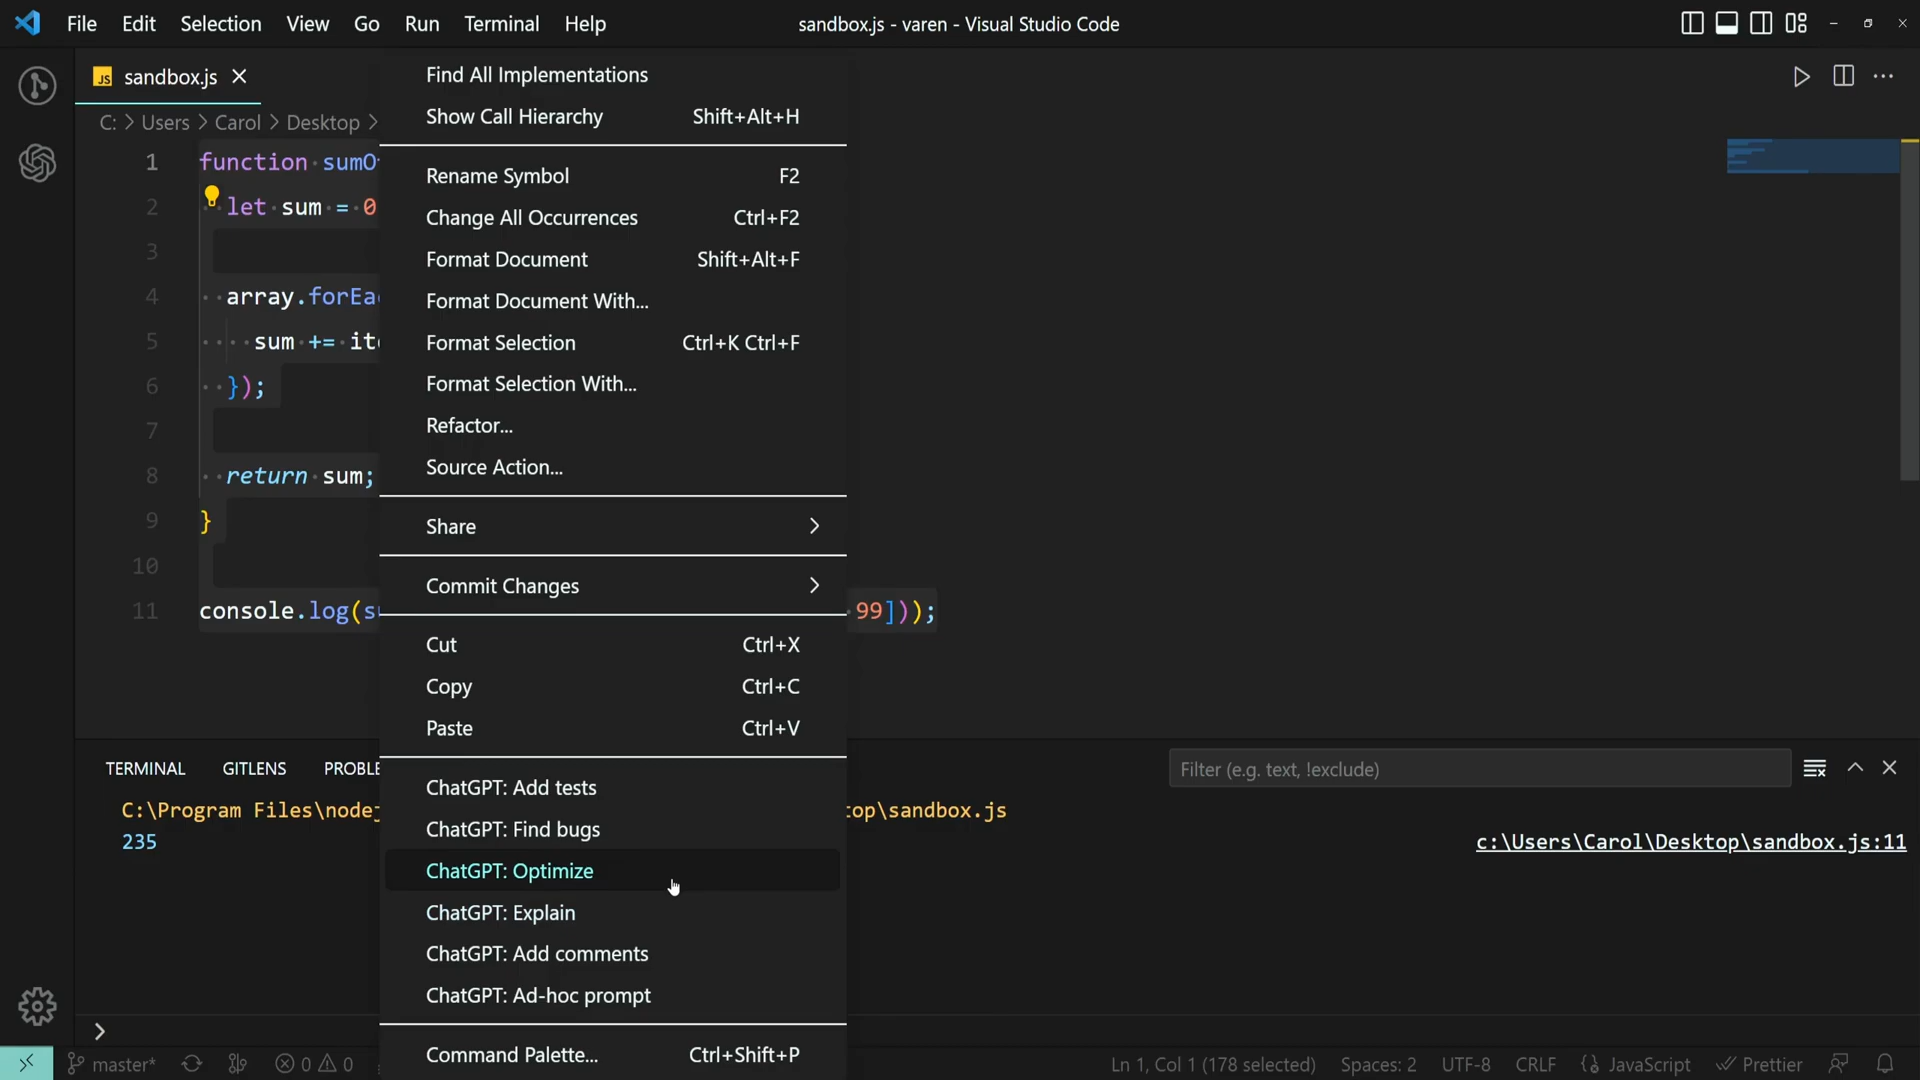 File Edit Selection View Go Run Terminal Help
sandbox.js - varen - Visual Studio Code
JS sandbox.js
C: > Users > Carol > Desktop >
1 function sumO
2 let sum = 0
3
4 array.forEa
5 sum += ite
6 });
7
8 return sum;
9 }
10
11 console.log(su 99]));
Find All Implementations
Show Call Hierarchy Shift+Alt+H
Rename Symbol F2
Change All Occurrences Ctrl+F2
Format Document Shift+Alt+F
Format Document With...
Format Selection Ctrl+K Ctrl+F
Format Selection With...
Refactor...
Source Action...
Share
Commit Changes
Cut Ctrl+X
Copy Ctrl+C
Paste Ctrl+V
ChatGPT: Add tests
ChatGPT: Find bugs
ChatGPT: Optimize
ChatGPT: Explain
ChatGPT: Add comments
ChatGPT: Ad-hoc prompt
Command Palette... Ctrl+Shift+P
TERMINAL GITLENS PROBLE
Filter (e.g. text, !exclude)
C:\Program Files\nodej top\sandbox.js
235 c:\Users\Carol\Desktop\sandbox.js:11
master* 0 0 Ln 1, Col 1 (178 selected) Spaces: 2 UTF-8 CRLF {} JavaScript Prettier